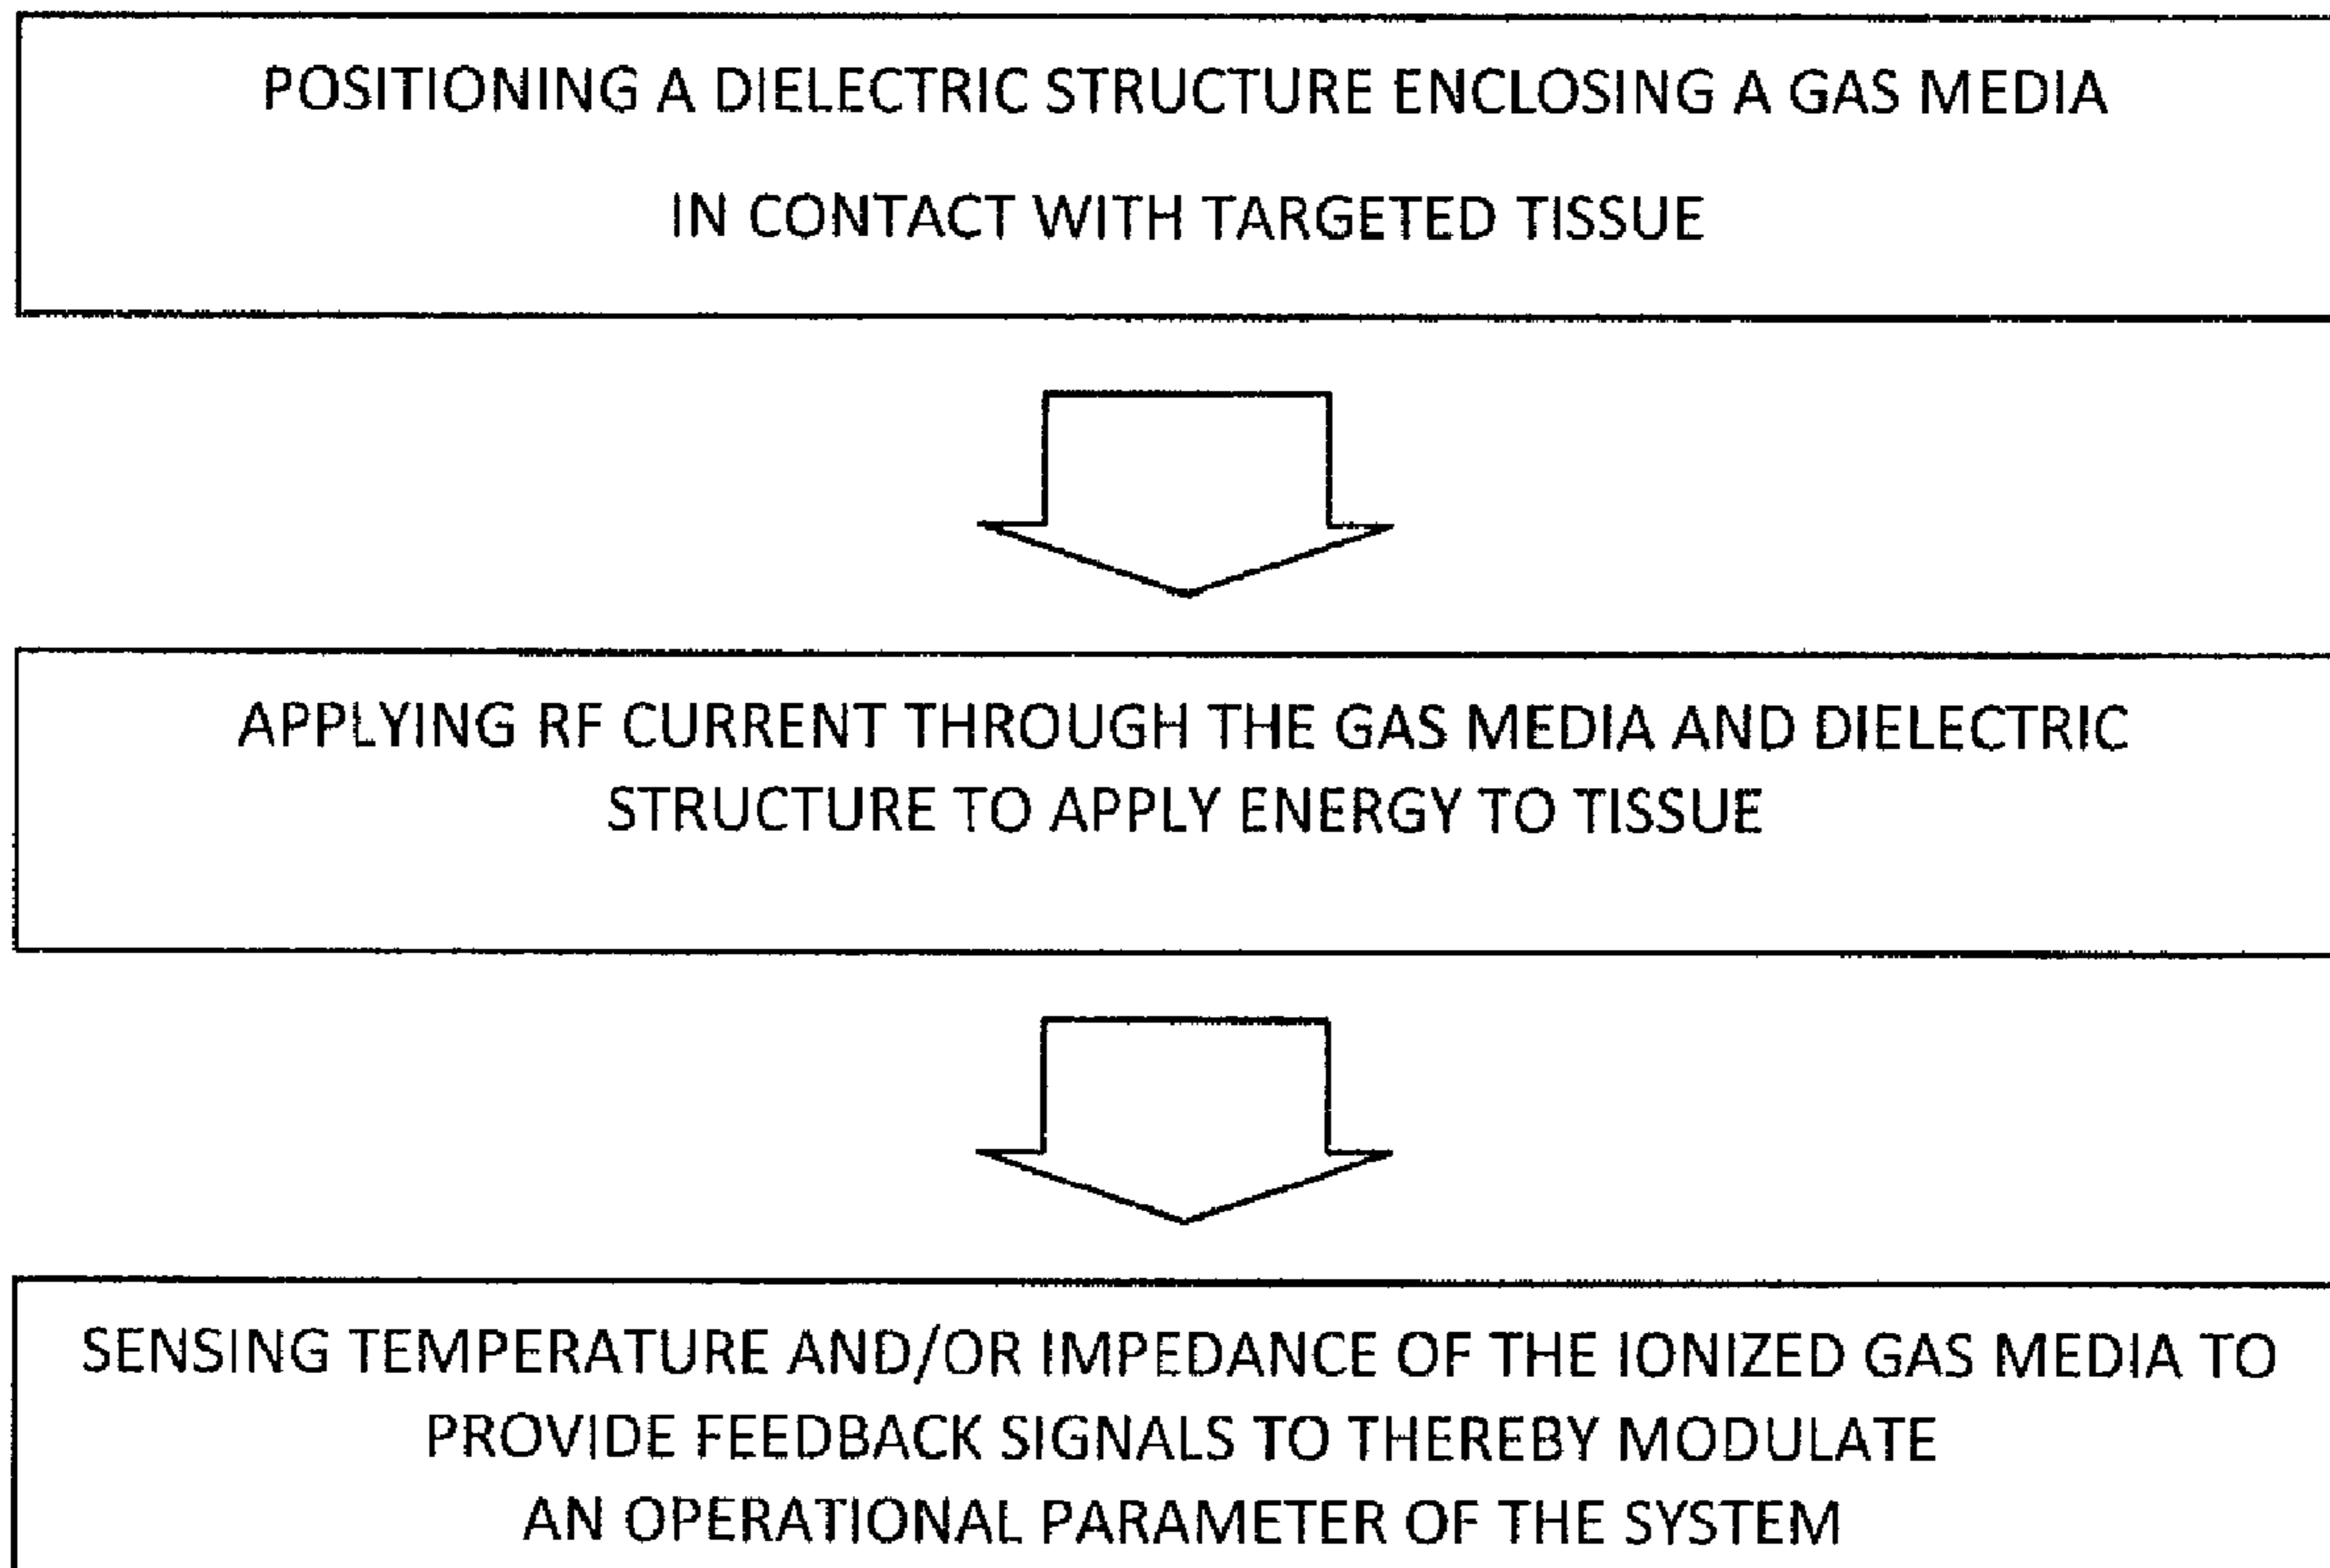 POSITIONING A DIELECTRIC STRUCTURE ENCLOSING A GAS MEDIA
IN CONTACT WITH TARGETED TISSUE
APPLYING RF CURRENT THROUGH THE GAS MEDIA AND DIELECTRIC
STRUCTURE TO APPLY ENERGY TO TISSUE
SENSING TEMPERATURE AND/OR IMPEDANCE OF THE IONIZED GAS MEDIA TO
PROVIDE FEEDBACK SIGNALS TO THEREBY MODULATE
AN OPERATIONAL PARAMETER OF THE SYSTEM